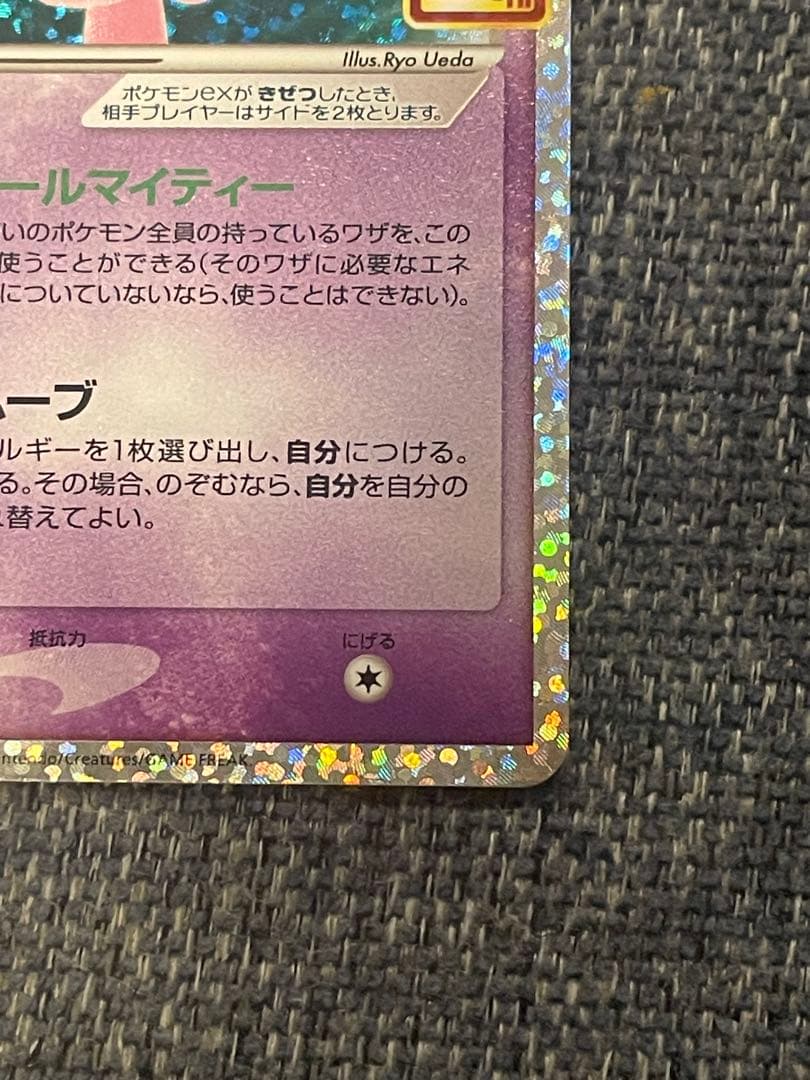 Illus.Ryo Ueda
ポケモンexが きぜつしたとき、
相手プレイヤーはサイドを2枚とります。
ールマイティー
いのポケモン全員の持っているワザを、この
使うことができる(そのワザに必要なエネ
についていないなら、使うことはできない)。
ムーブ
ルギーを1枚選び出し、自分につける。
る。その場合、のぞむなら、自分を自分の
替えてよい。
抵抗力
にげる
ntendo/Creatures/GAME FREAK.